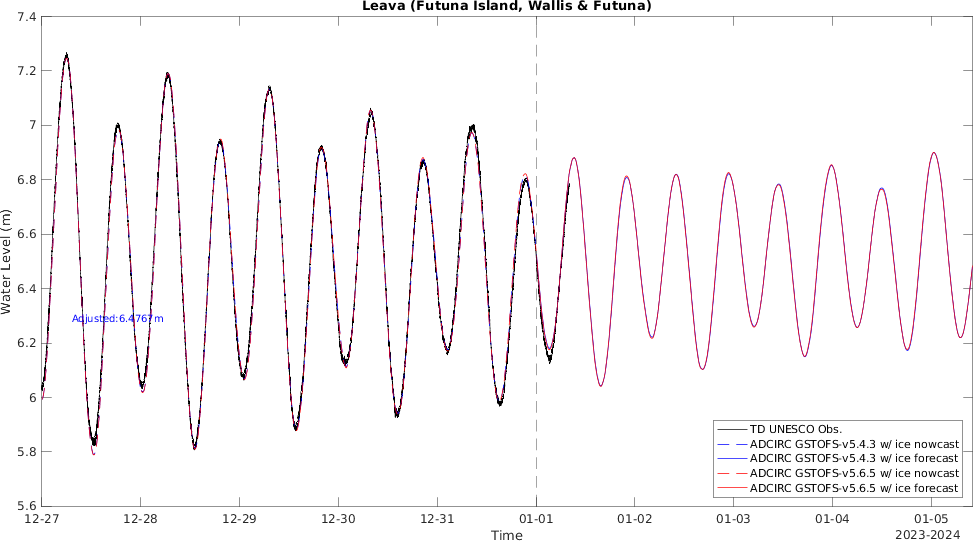 Leava (Futuna Island, Wallis & Futuna)
7.4
7.2
7
6.8
6.6
6.4
6.2
6
5.8
5.6
Water Level (m)
Adjusted:6.4767m
TD UNESCO Obs.
ADCIRC GSTOFS-v5.4.3 w/ ice nowcast
ADCIRC GSTOFS-v5.4.3 w/ ice forecast
ADCIRC GSTOFS-v5.6.5 w/ ice nowcast
ADCIRC GSTOFS-v5.6.5 w/ ice forecast
12-27 12-28 12-29 12-30 12-31 01-01 01-02 01-03 01-04 01-05
Time
2023-2024